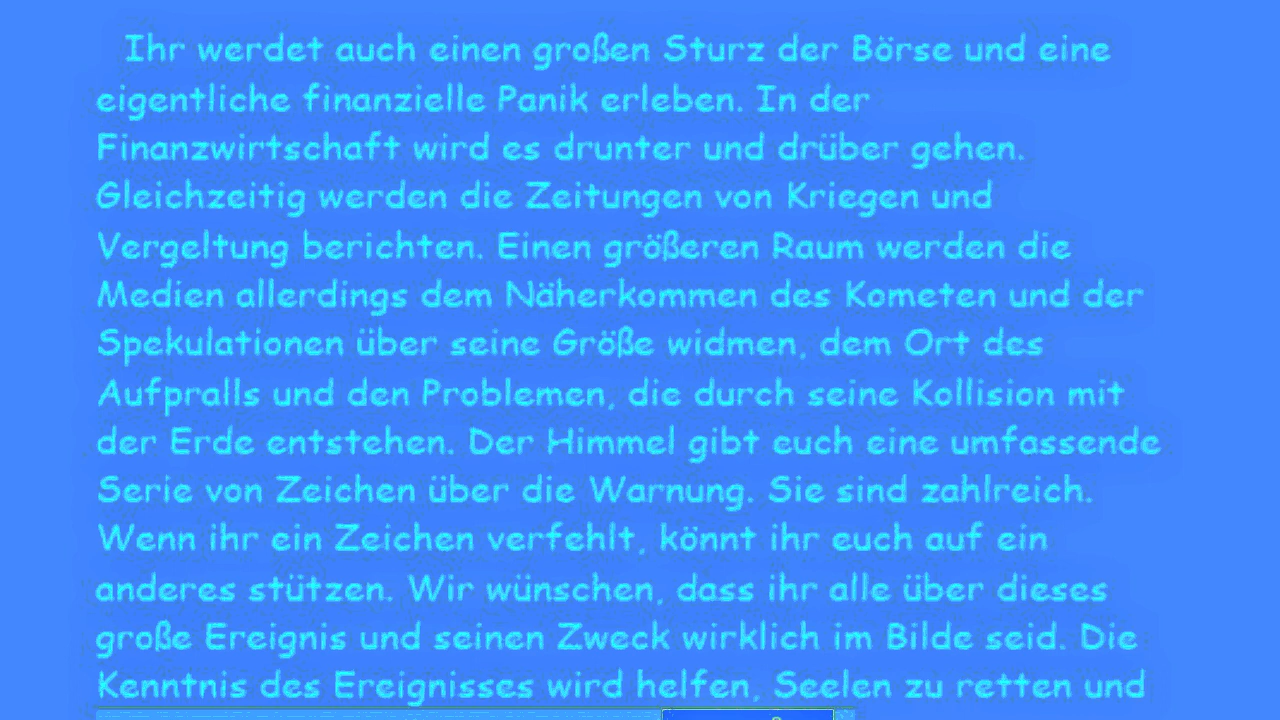 Ihr werdet auch einen großen Sturz der Börse und eine
eigentliche finanzielle Panik erleben. In der
Finanzwirtschaft wird es drunter und drüber gehen.
Gleichzeitig werden die Zeitungen von Kriegen und
Vergeltung berichten. Einen größeren Raum werden die
Medien allerdings dem Näherkommen des Kometen und der
Spekulationen über seine Größe widmen, dem Ort des
Aufpralls und den Problemen, die durch seine Kollision mit
der Erde entstehen. Der Himmel gibt euch eine umfassende
Serie von Zeichen über die Warnung. Sie sind zahlreich.
Wenn ihr ein Zeichen verfehlt, könnt ihr euch auf ein
anderes stützen. Wir wünschen, dass ihr alle über dieses
große Ereignis und seinen Zweck wirklich im Bilde seid. Die
Kenntnis des Ereignisses wird helfen, Seelen zu retten und